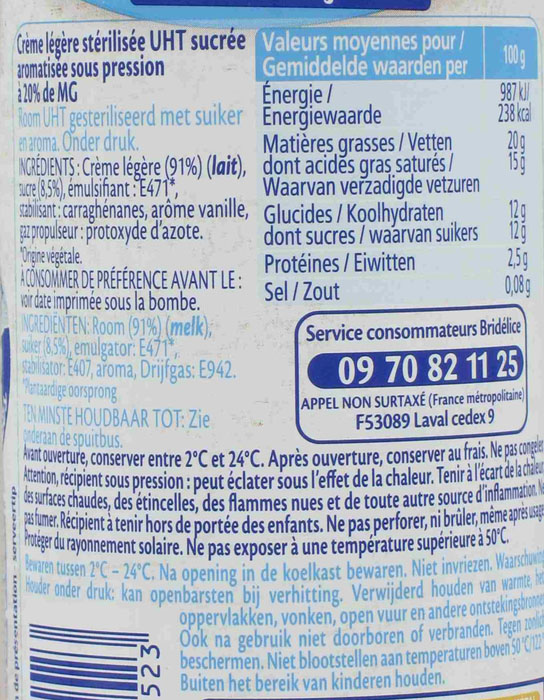 Crème légère stérilisée UHT sucrée
aromatisée sous pression
à 20% de MG
Room UHT gesteriliseerd met suiker
en aroma. Onder druk.
INGRÉDIENTS : Crème légère (91%) (lait),
sucre (8,5%), émulsifiant : E471*,
stabilisant : carraghénanes, arôme vanille,
gaz propulseur : protoxyde d'azote.
*Origine végétale.
À CONSOMMER DE PRÉFÉRENCE AVANT LE :
voir date imprimée sous la bombe.
INGREDIËNTEN: Room (91%) (melk),
suiker (8,5%), emulgator: E471*,
stabilisator: E407, aroma, Drijfgas: E942.
*Plantaardige oorsprong
TEN MINSTE HOUDBAAR TOT: Zie
onderaan de spuitbus.
Valeurs moyennes pour /
Gemiddelde waarden per 100 g
Énergie / 987 kJ/
Energiewaarde 238 kcal
Matières grasses / Vetten 20 g
dont acides gras saturés / 15 g
Waarvan verzadigde vetzuren
Glucides / Koolhydraten 12 g
dont sucres / waarvan suikers 12 g
Protéines / Eiwitten 2,5 g
Sel / Zout 0,08 g
Service consommateurs Bridélice
09 70 82 11 25
APPEL NON SURTAXÉ (France métropolitaine)
F53089 Laval cedex 9
Avant ouverture, conserver entre 2°C et 24°C. Après ouverture, conserver au frais. Ne pas congeler
Attention, récipient sous pression : peut éclater sous l'effet de la chaleur. Tenir à l'écart de la chaleur
des surfaces chaudes, des étincelles, des flammes nues et de toute autre source d'inflammation. Ne
pas fumer. Récipient à tenir hors de portée des enfants. Ne pas perforer, ni brûler, même après usage
Protéger du rayonnement solaire. Ne pas exposer à une température supérieure à 50°C.
Bewaren tussen 2°C - 24°C. Na opening in de koelkast bewaren. Niet invriezen. Waarschuwing
Houder onder druk: kan openbarsten bij verhitting. Verwijderd houden van warmte, hete
oppervlakken, vonken, open vuur en andere ontstekingsbronnen
Ook na gebruik niet doorboren of verbranden. Tegen zonlicht
beschermen. Niet blootstellen aan temperaturen boven 50 °C/122
Buiten het bereik van kinderen houden.
de présentation - serveertip
523